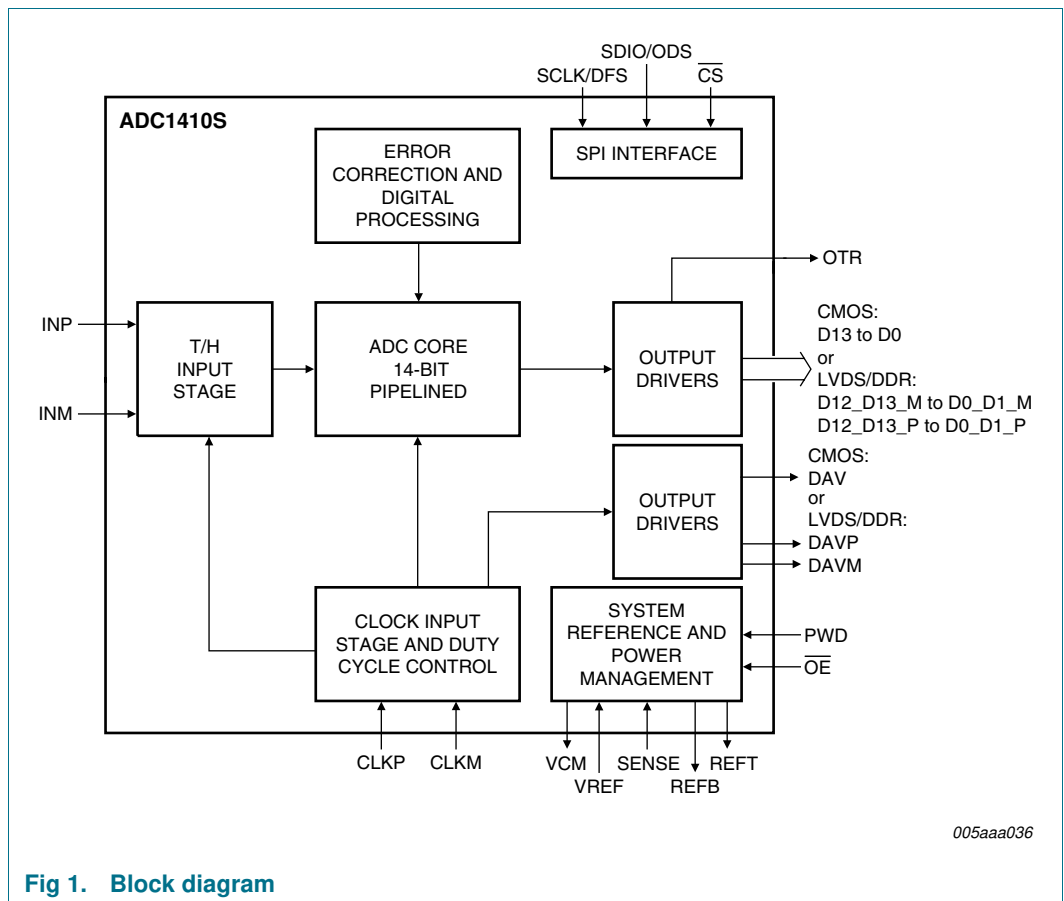 SDIO/ODS
SCLK/DFS
CS
ADC1410S
ERROR
CORRECTION AND
DIGITAL
PROCESSING
SPI INTERFACE
OTR
INP
INM
T/H
INPUT
STAGE
ADC CORE
14-BIT
PIPELINED
OUTPUT
DRIVERS
CMOS:
D13 to D0
or
LVDS/DDR:
D12_D13_M to D0_D1_M
D12_D13_P to D0_D1_P
OUTPUT
DRIVERS
CMOS:
DAV
or
LVDS/DDR:
DAVP
DAVM
CLOCK INPUT
STAGE AND DUTY
CYCLE CONTROL
SYSTEM
REFERENCE AND
POWER
MANAGEMENT
PWD
OE
CLKP
CLKM
VCM
SENSE
REFT
VREF
REFB
005aaa036
Fig 1. Block diagram